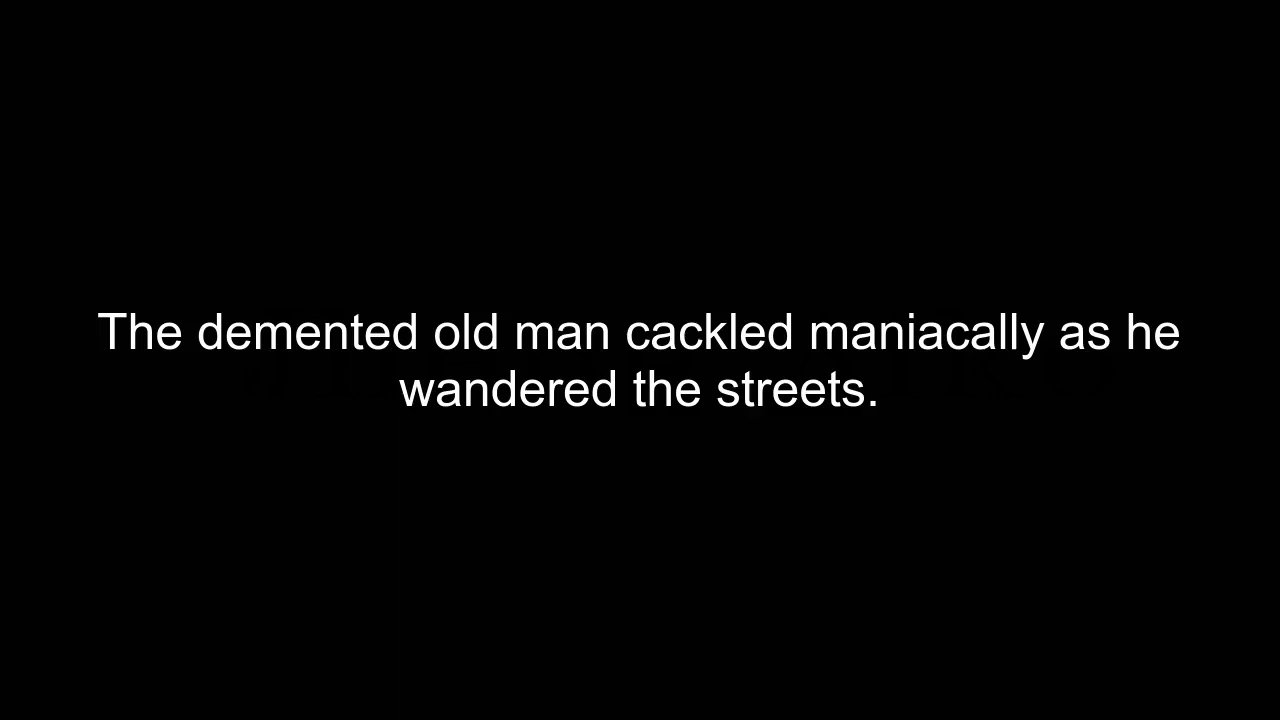 The demented old man cackled maniacally as he
wandered the streets.